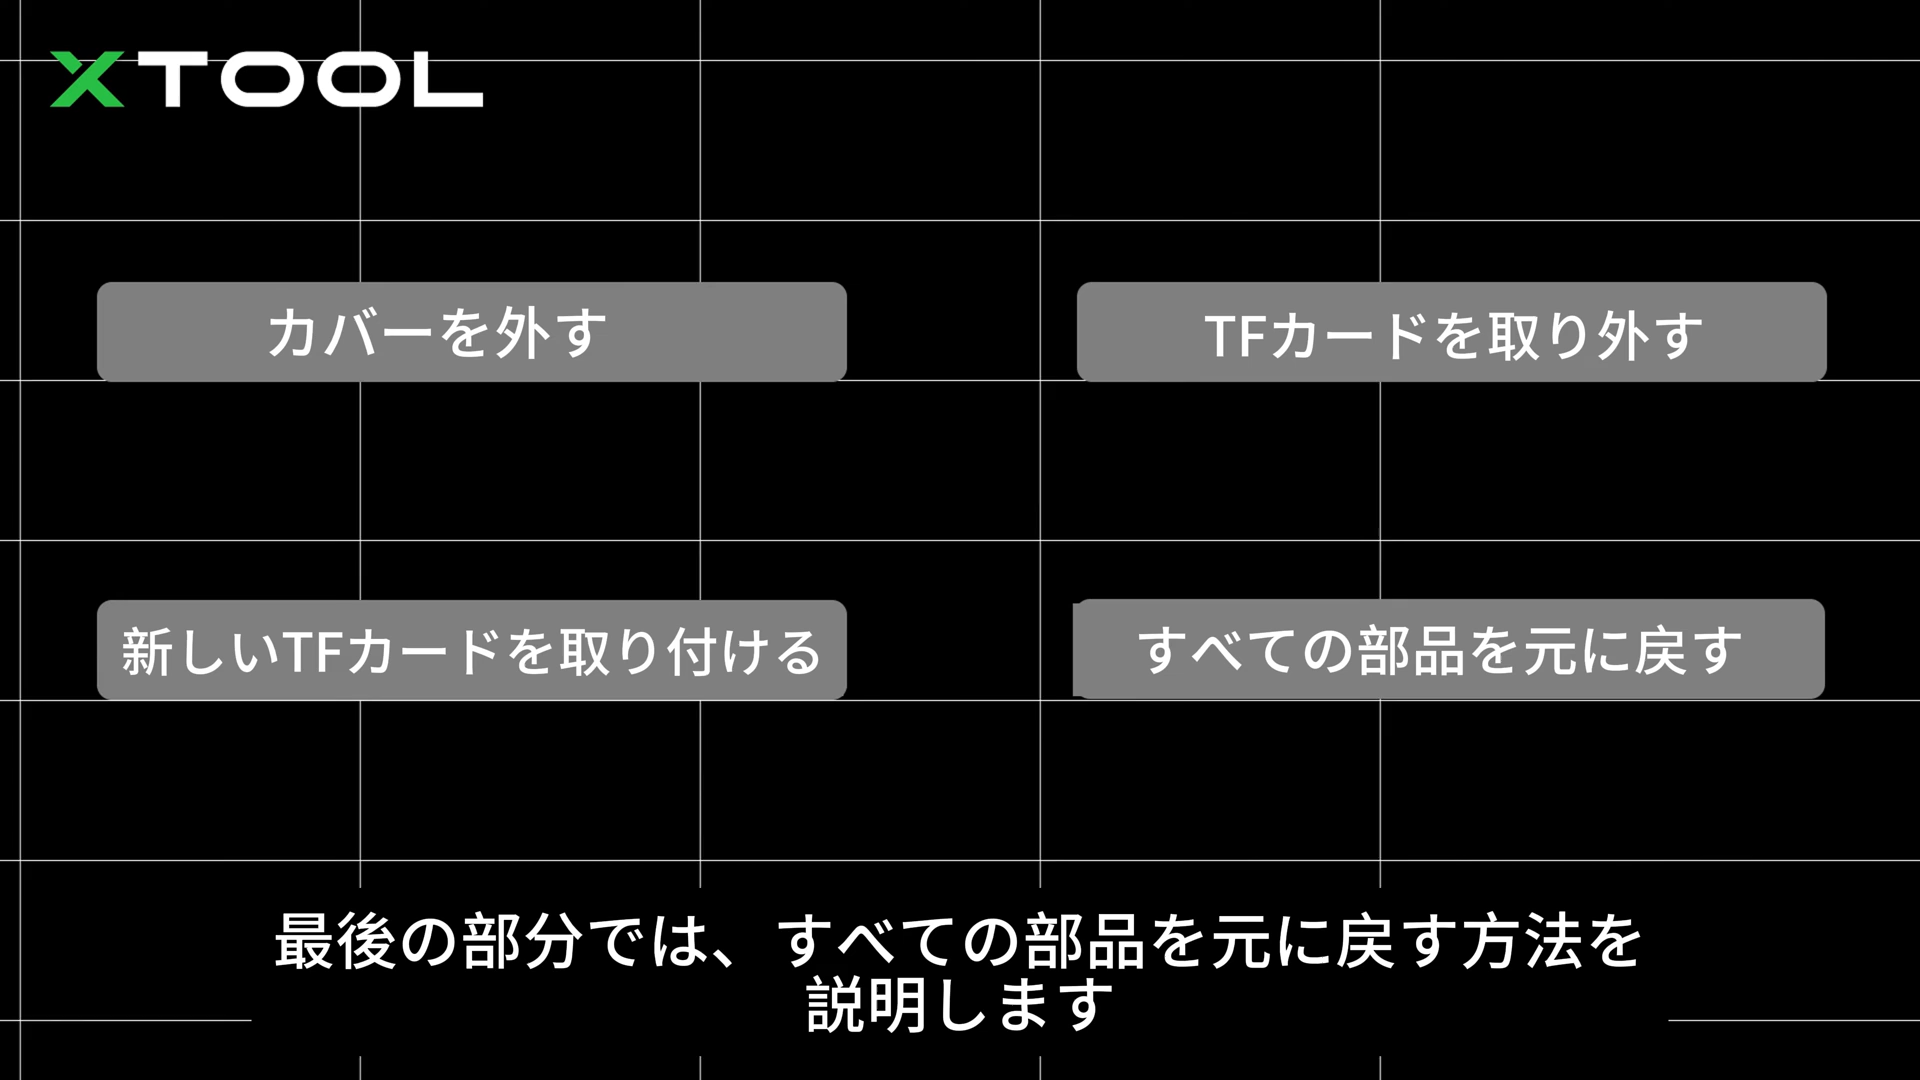 XTOOL
カバーを外す
TFカードを取り外す
新しいTFカードを取り付ける
すべての部品を元に戻す
最後の部分では、すべての部品を元に戻す方法を
説明します